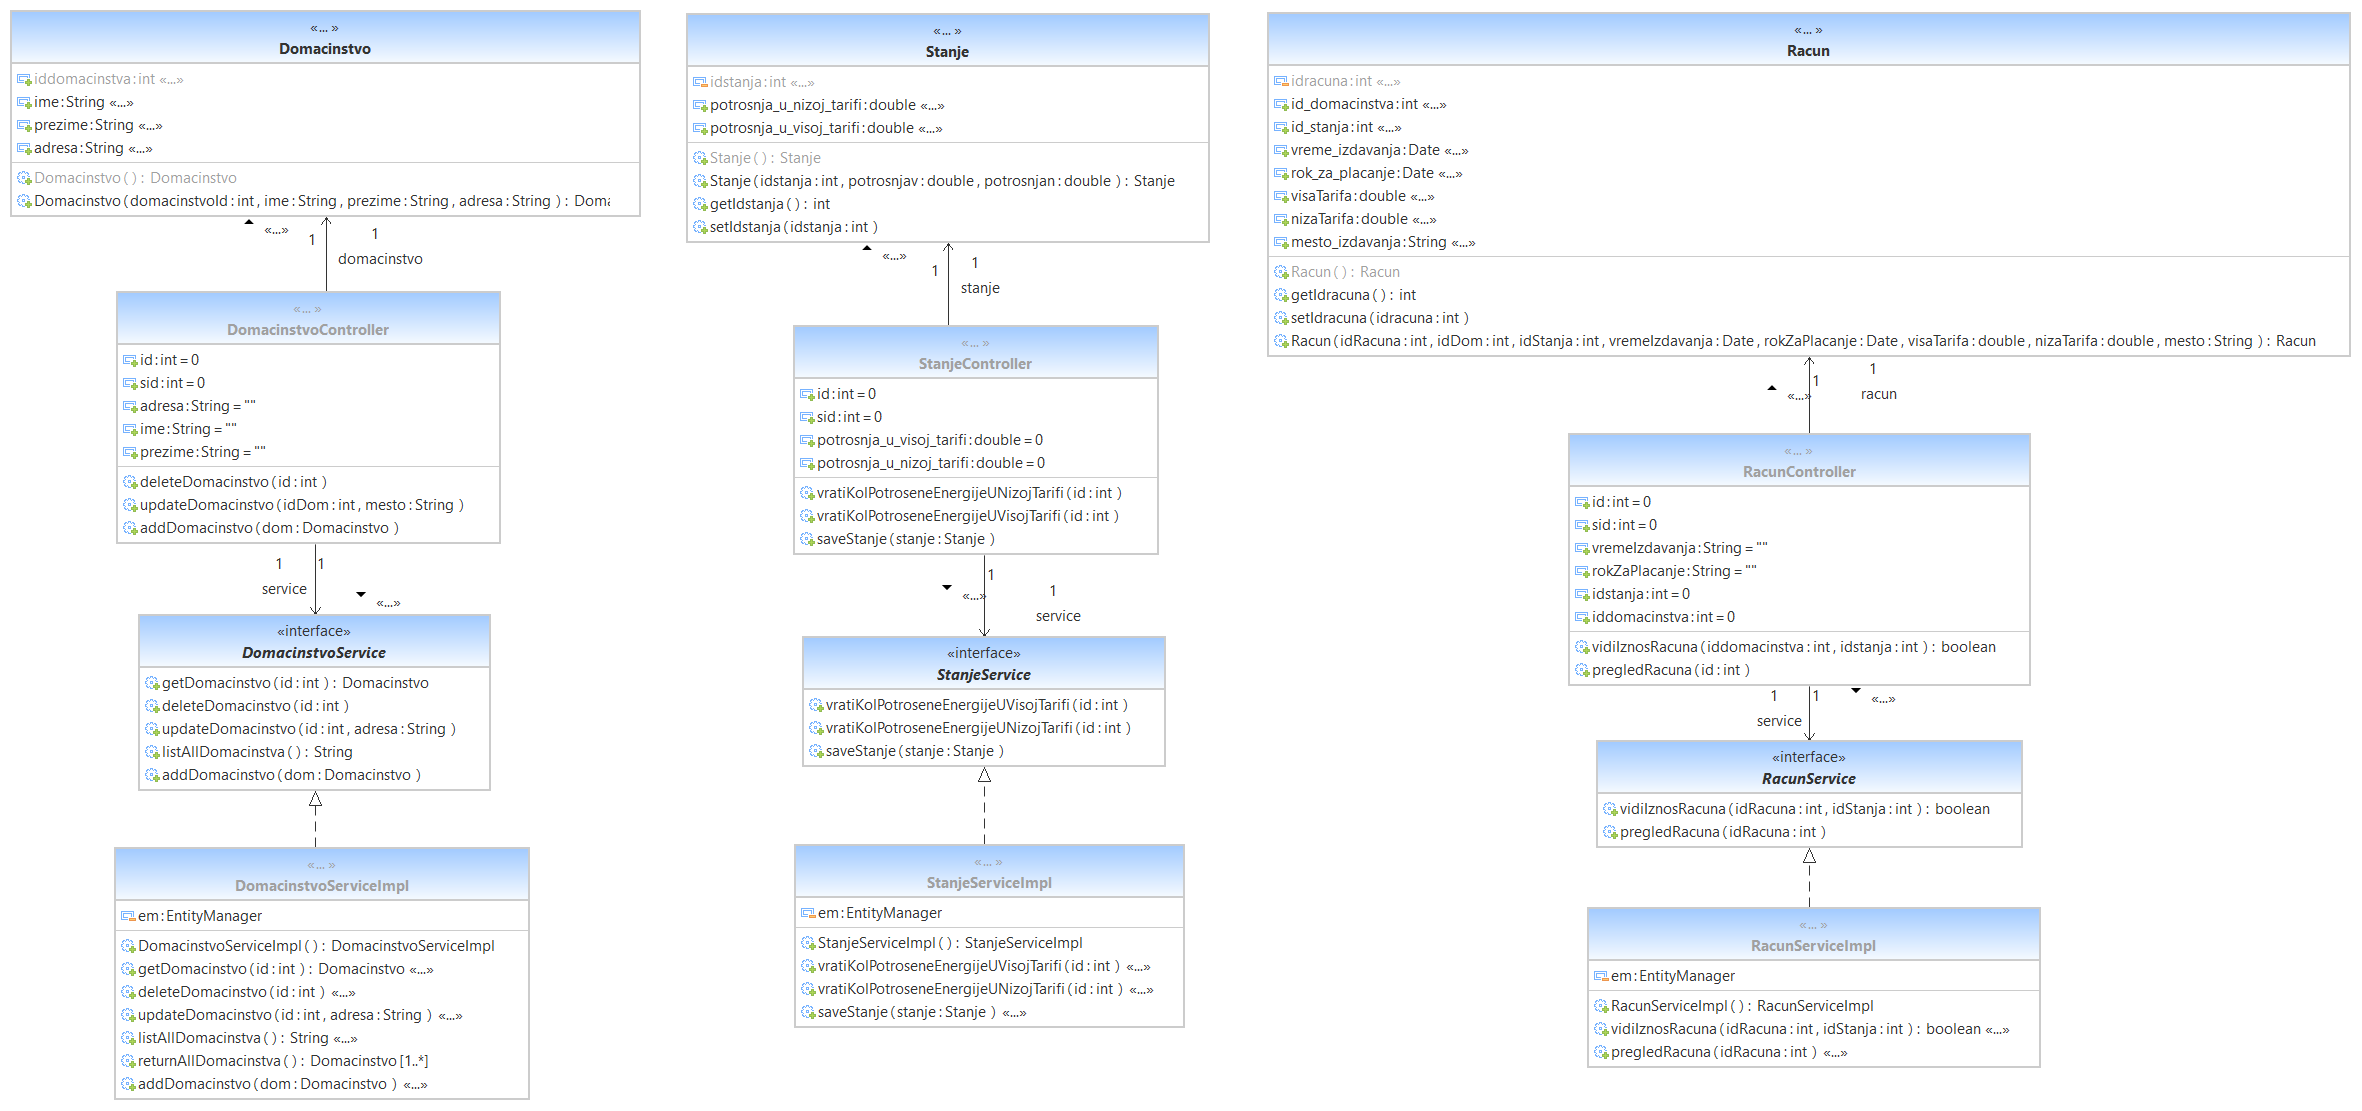 «... »
Domacinstvo
iddomacinstva:int «...»
ime:String «...»
prezime:String «...»
adresa:String «...»
Domacinstvo ( ) : Domacinstvo
Domacinstvo (domacinstvoId : int , ime : String , prezime : String , adresa : String ) : Doma
«...»
1
1
domacinstvo
«... »
DomacinstvoController
id:int = 0
sid:int = 0
adresa:String = ""
ime:String = ""
prezime:String = ""
deleteDomacinstvo (id : int )
updateDomacinstvo (idDom : int , mesto : String )
addDomacinstvo (dom : Domacinstvo )
1
1
service
«...»
«interface»
DomacinstvoService
getDomacinstvo (id : int ) : Domacinstvo
deleteDomacinstvo (id : int )
updateDomacinstvo (id : int , adresa : String )
listAllDomacinstva ( ) : String
addDomacinstvo (dom : Domacinstvo )
«... »
DomacinstvoServiceImpl
em:EntityManager
DomacinstvoServiceImpl ( ) : DomacinstvoServiceImpl
getDomacinstvo (id : int ) : Domacinstvo «...»
deleteDomacinstvo (id : int ) «...»
updateDomacinstvo (id : int , adresa : String ) «...»
listAllDomacinstva ( ) : String «...»
returnAllDomacinstva ( ) : Domacinstvo [1..*]
addDomacinstvo (dom : Domacinstvo ) «...»
«... »
Stanje
idstanja:int «...»
potrosnja_u_nizoj_tarifi:double «...»
potrosnja_u_visoj_tarifi:double «...»
Stanje ( ) : Stanje
Stanje (idstanja : int , potrosnjav : double , potrosnjan : double ) : Stanje
getIdstanja ( ) : int
setIdstanja (idstanja : int )
«...»
1
1
stanje
«... »
StanjeController
id:int = 0
sid:int = 0
potrosnja_u_visoj_tarifi:double = 0
potrosnja_u_nizoj_tarifi:double = 0
vratiKolPotroseneEnergijeUNizojTarifi (id : int )
vratiKolPotroseneEnergijeUVisojTarifi (id : int )
saveStanje (stanje : Stanje )
1
«...»
1
service
«interface»
StanjeService
vratiKolPotroseneEnergijeUVisojTarifi (id : int )
vratiKolPotroseneEnergijeUNizojTarifi (id : int )
saveStanje (stanje : Stanje )
«... »
StanjeServiceImpl
em:EntityManager
StanjeServiceImpl ( ) : StanjeServiceImpl
vratiKolPotroseneEnergijeUVisojTarifi (id : int ) «...»
vratiKolPotroseneEnergijeUNizojTarifi (id : int ) «...»
saveStanje (stanje : Stanje ) «...»
«... »
Racun
idracuna:int «...»
id_domacinstva:int «...»
id_stanja:int «...»
vreme_izdavanja:Date «...»
rok_za_placanje:Date «...»
visaTarifa:double «...»
nizaTarifa:double «...»
mesto_izdavanja:String «...»
Racun ( ) : Racun
getIdracuna ( ) : int
setIdracuna (idracuna : int )
Racun (idRacuna : int , idDom : int , idStanja : int , vremeIzdavanja : Date , rokZaPlacanje : Date , visaTarifa : double , nizaTarifa : double , mesto : String ) : Racun
1
1
«...»
racun
«... »
RacunController
id:int = 0
sid:int = 0
vremeIzdavanja:String = ""
rokZaPlacanje:String = ""
idstanja:int = 0
iddomacinstva:int = 0
vidiIznosRacuna (iddomacinstva : int , idstanja : int ) : boolean
pregledRacuna (id : int )
1
1
«...»
service
«interface»
RacunService
vidiIznosRacuna (idRacuna : int , idStanja : int ) : boolean
pregledRacuna (idRacuna : int )
«... »
RacunServiceImpl
em:EntityManager
RacunServiceImpl ( ) : RacunServiceImpl
vidiIznosRacuna (idRacuna : int , idStanja : int ) : boolean «...»
pregledRacuna (idRacuna : int ) «...»